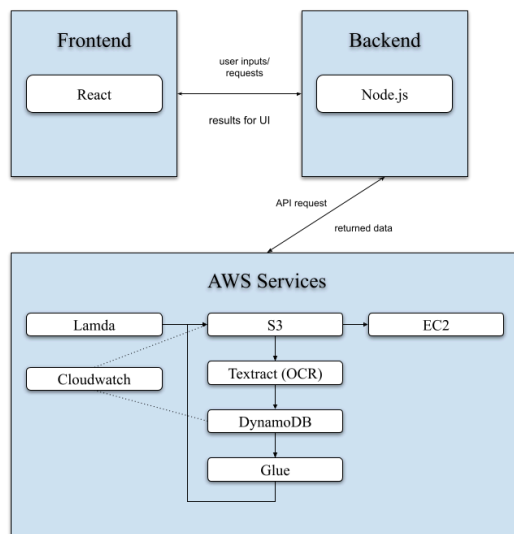 Frontend
Backend
user inputs/
requests
React
Node.js
results for UI
API request
returned data
AWS Services
Lamda
S3
EC2
Cloudwatch
Textract (OCR)
DynamoDB
Glue